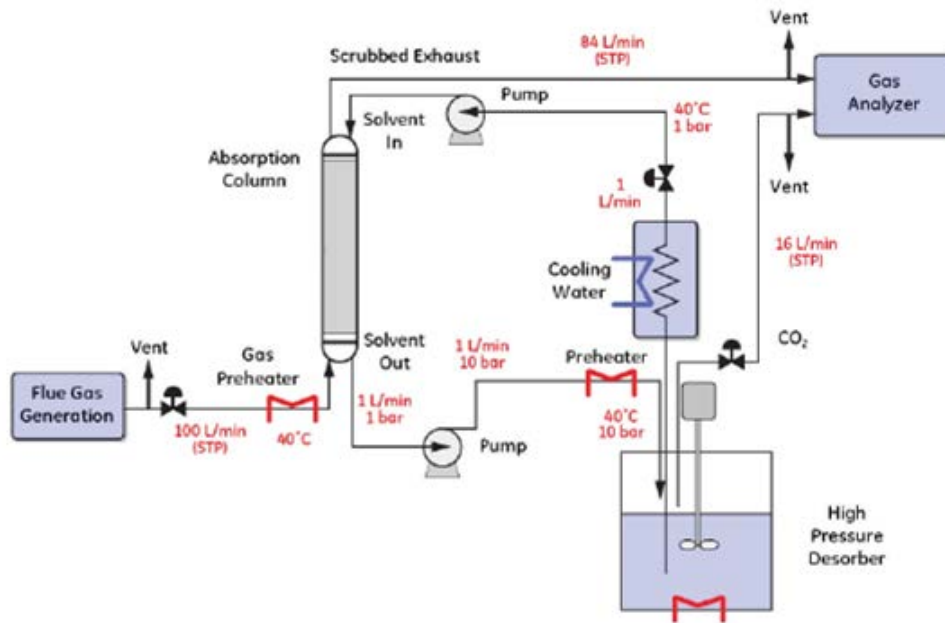 84 L/min
(STP)
Vent
Scrubbed Exhaust
Gas
Analyzer
Pump
40°C
1 bar
Solvent
In
Absorption
Column
Vent
1
L/min
16 L/min
(STP)
Cooling
Water
CO₂
Solvent
Out
1 L/min
10 bar
Preheater
Vent
Gas
Preheater
Flue Gas
Generation
100 L/min
(STP)
40°C
1 L/min
1 bar
Pump
40°C
10 bar
High
Pressure
Desorber